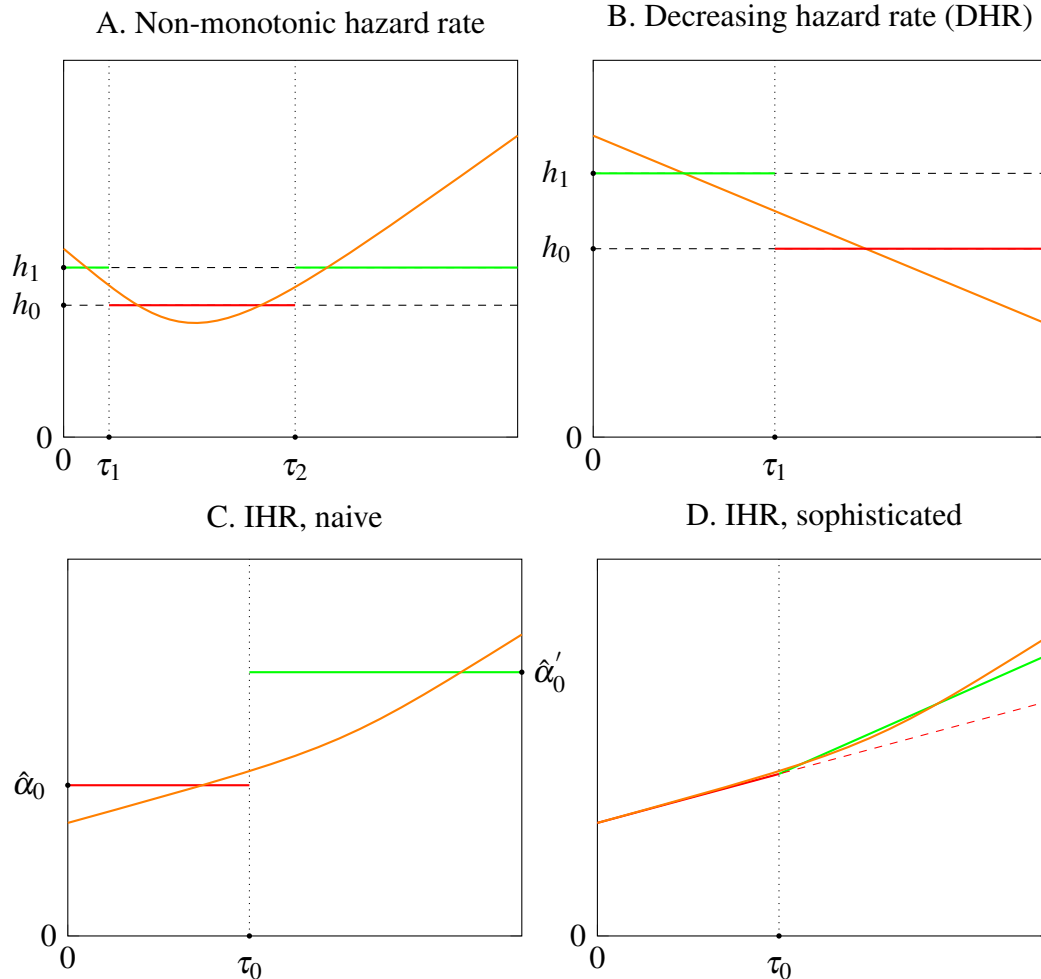 A. Non-monotonic hazard rate
h₁
h₀
0
0
τ₁
τ₂
B. Decreasing hazard rate (DHR)
h₁
h₀
0
0
τ₁
C. IHR, naive
α̂₀
α̂₀′
0
0
τ₀
D. IHR, sophisticated
0
0
τ₀